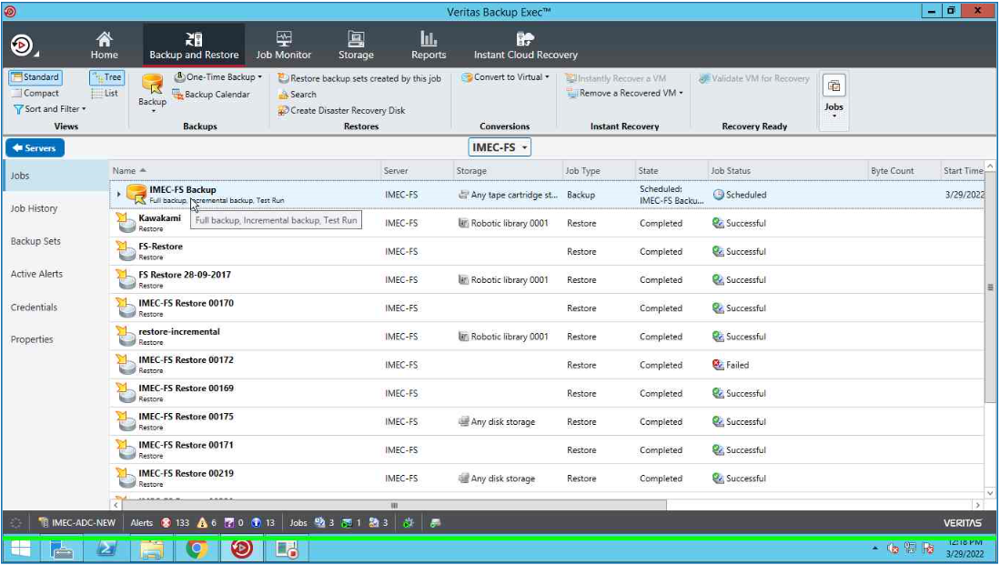 Veritas Backup Exec™
Home
Backup and Restore
Job Monitor
Storage
Reports
Instant Cloud Recovery
Standard
Compact
Sort and Filter
Tree
List
Views
Backup
One-Time Backup
Backup Calendar
Backups
Restore backup sets created by this job
Search
Create Disaster Recovery Disk
Restores
Convert to Virtual
Conversions
Instantly Recover a VM
Remove a Recovered VM
Instant Recovery
Validate VM for Recovery
Recovery Ready
Jobs
Servers
IMEC-FS
Jobs
Job History
Backup Sets
Active Alerts
Credentials
Properties
Name Server Storage Job Type State Job Status Byte Count Start Time
IMEC-FS Backup
Full backup, Incremental backup, Test Run
IMEC-FS Any tape cartridge st... Backup
Scheduled:
IMEC-FS Backu...
Scheduled 3/29/2022
Full backup, Incremental backup, Test Run
Kawakami
Restore
IMEC-FS Robotic library 0001 Restore Completed Successful
FS-Restore
Restore
IMEC-FS Restore Completed Successful
FS Restore 28-09-2017
Restore
IMEC-FS Robotic library 0001 Restore Completed Successful
IMEC-FS Restore 00170
Restore
IMEC-FS Restore Completed Successful
restore-incremental
Restore
IMEC-FS Robotic library 0001 Restore Completed Successful
IMEC-FS Restore 00172
Restore
IMEC-FS Restore Completed Failed
IMEC-FS Restore 00169
Restore
IMEC-FS Restore Completed Successful
IMEC-FS Restore 00175
Restore
IMEC-FS Any disk storage Restore Completed Successful
IMEC-FS Restore 00171
Restore
IMEC-FS Restore Completed Successful
IMEC-FS Restore 00219
Restore
IMEC-FS Any disk storage Restore Completed Successful
IMEC-ADC-NEW Alerts 133 6 0 13 Jobs 3 1 3 VERITAS
12:18 PM
3/29/2022